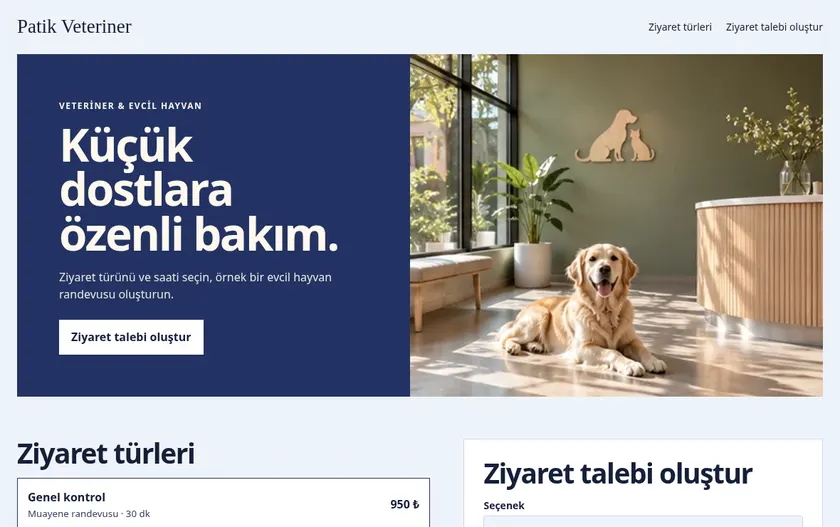 Patik Veteriner
Ziyaret türleri
Ziyaret talebi oluştur
VETERİNER & EVCİL HAYVAN
Küçük
dostlara
özenli bakım.
Ziyaret türünü ve saati seçin, örnek bir evcil hayvan
randevusu oluşturun.
Ziyaret talebi oluştur
Ziyaret türleri
Genel kontrol
Muayene randevusu · 30 dk
950 ₺
Ziyaret talebi oluştur
Seçenek